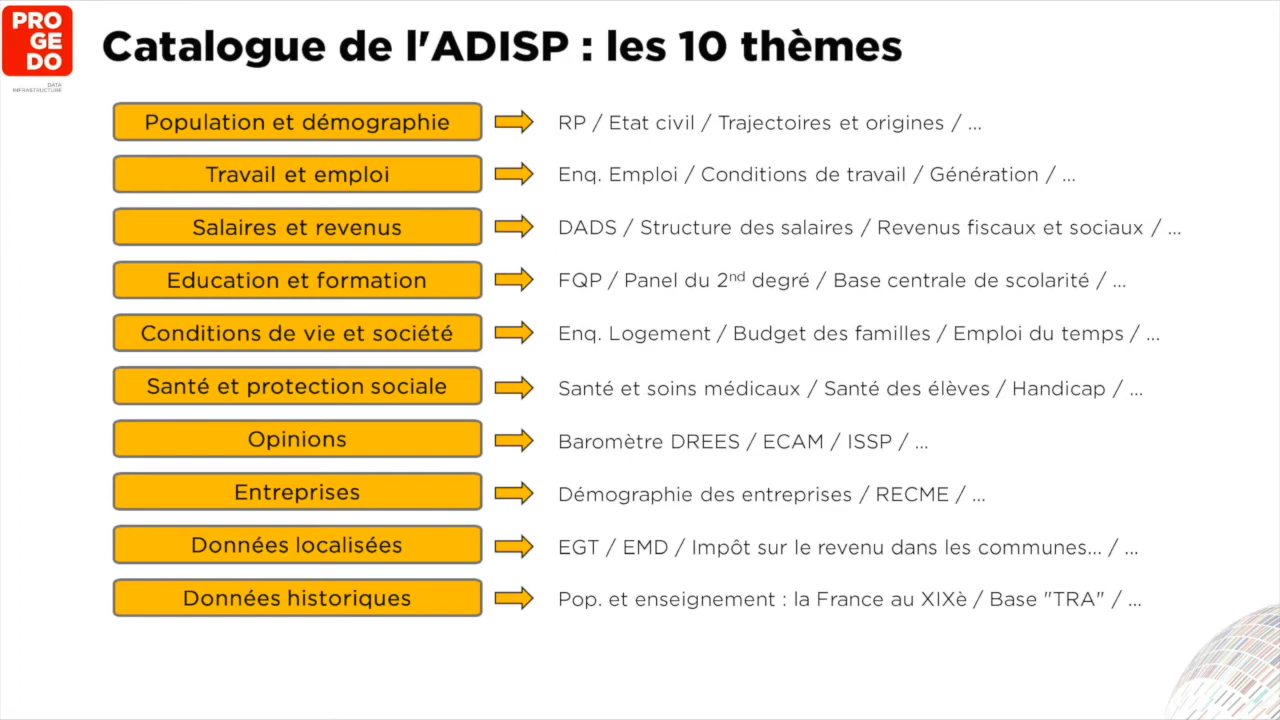 PRO
GE
DO
DATA
INFRASTRUCTURE
Catalogue de l'ADISP : les 10 thèmes
Population et démographie
RP / Etat civil / Trajectoires et origines / ...
Travail et emploi
Enq. Emploi / Conditions de travail / Génération / ...
Salaires et revenus
DADS / Structure des salaires / Revenus fiscaux et sociaux / ...
Education et formation
FQP / Panel du 2nd degré / Base centrale de scolarité / ...
Conditions de vie et société
Enq. Logement / Budget des familles / Emploi du temps / ...
Santé et protection sociale
Santé et soins médicaux / Santé des élèves / Handicap / ...
Opinions
Baromètre DREES / ECAM / ISSP / ...
Entreprises
Démographie des entreprises / RECME / ...
Données localisées
EGT / EMD / Impôt sur le revenu dans les communes... / ...
Données historiques
Pop. et enseignement : la France au XIXè / Base "TRA" / ...